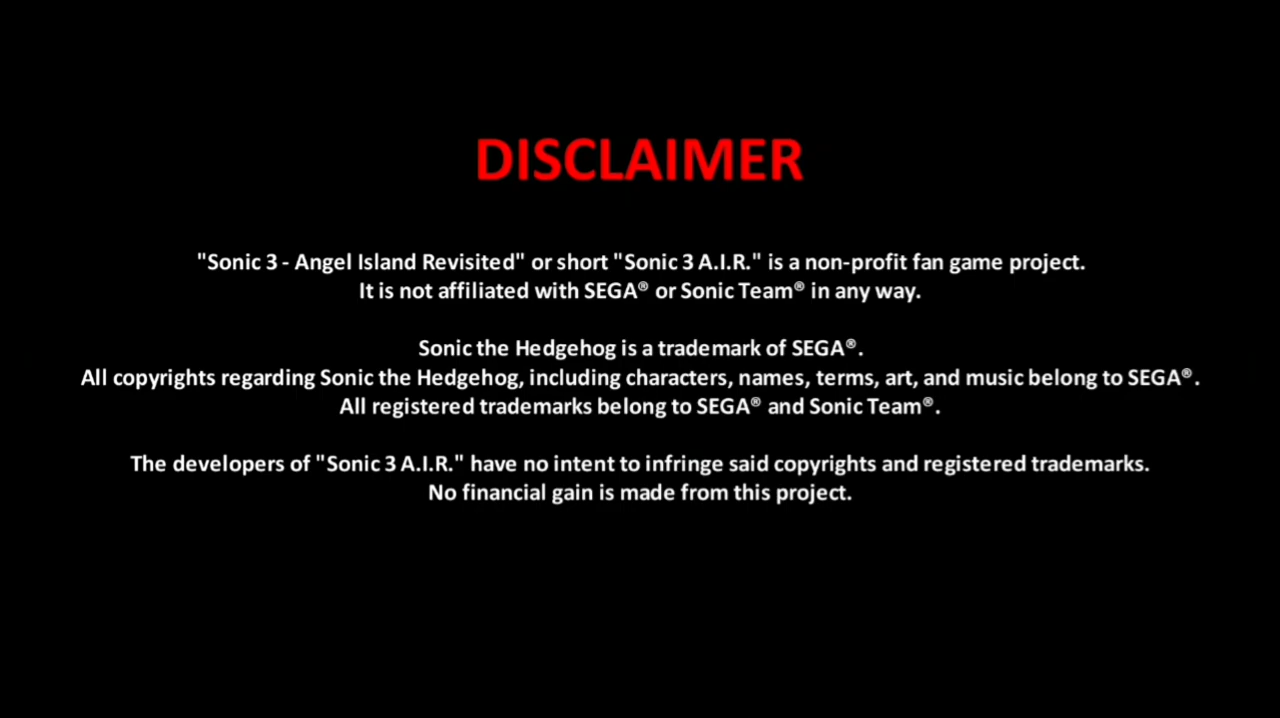 DISCLAIMER
"Sonic 3 - Angel Island Revisited" or short "Sonic 3 A.I.R." is a non-profit fan game project.
It is not affiliated with SEGA® or Sonic Team® in any way.
Sonic the Hedgehog is a trademark of SEGA®.
All copyrights regarding Sonic the Hedgehog, including characters, names, terms, art, and music belong to SEGA®.
All registered trademarks belong to SEGA® and Sonic Team®.
The developers of "Sonic 3 A.I.R." have no intent to infringe said copyrights and registered trademarks.
No financial gain is made from this project.